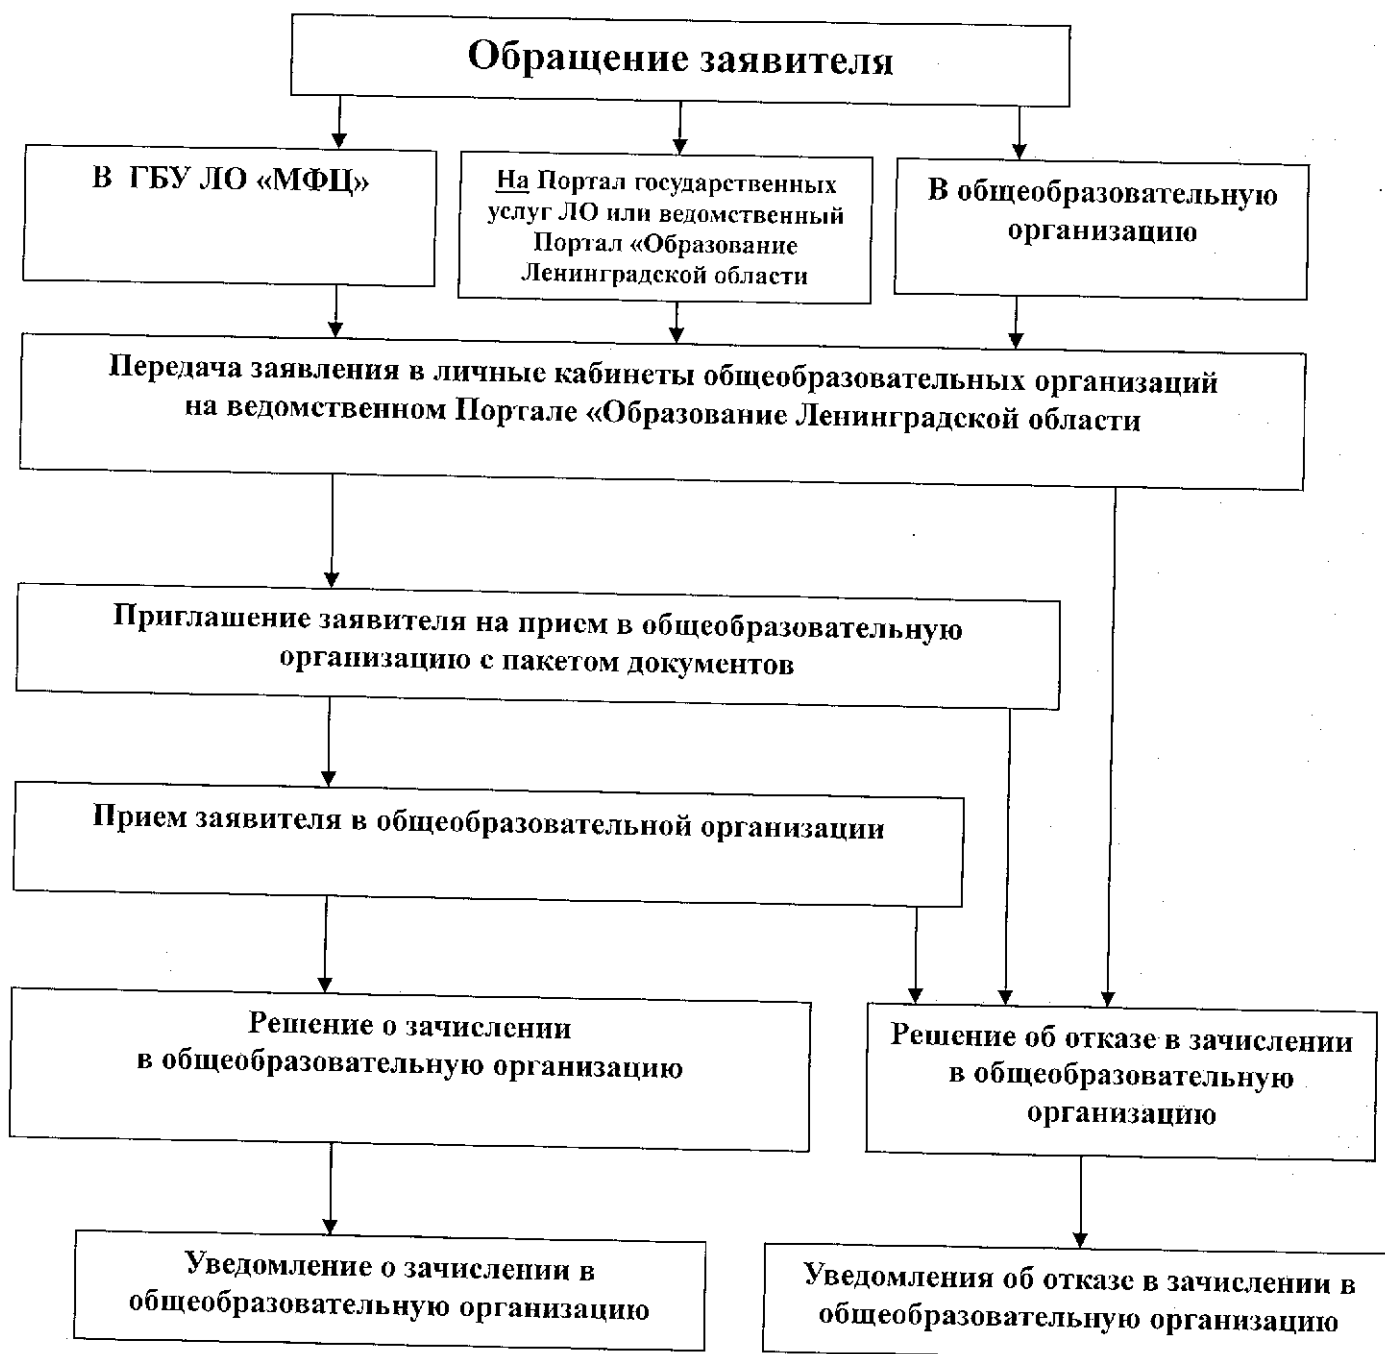 Обращение заявителя
В ГБУ ЛО «МФЦ»
На Портал государственных
услуг ЛО или ведомственный
Портал «Образование
Ленинградской области
В общеобразовательную
организацию
Передача заявления в личные кабинеты общеобразовательных организаций
на ведомственном Портале «Образование Ленинградской области
Приглашение заявителя на прием в общеобразовательную
организацию с пакетом документов
Прием заявителя в общеобразовательной организации
Решение о зачислении
в общеобразовательную организацию
Решение об отказе в зачислении
в общеобразовательную
организацию
Уведомление о зачислении в
общеобразовательную организацию
Уведомления об отказе в зачислении в
общеобразовательную организацию